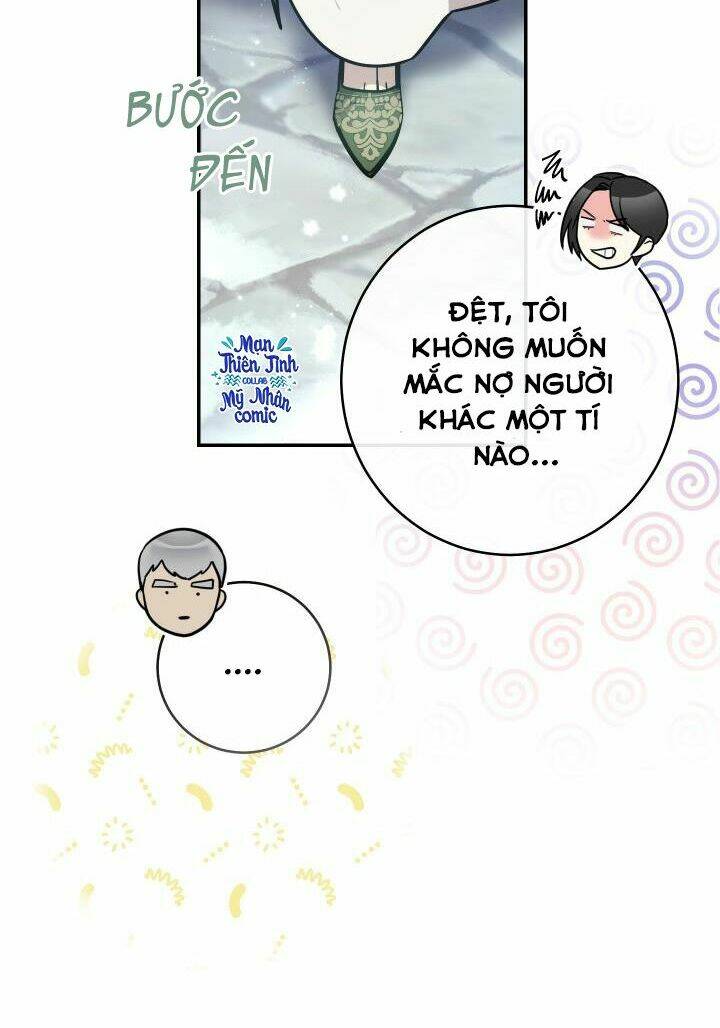 BƯỚC
ĐẾN
ĐỆT, TÔI
KHÔNG MUỐN
MẮC NỢ NGƯỜI
KHÁC MỘT TÍ
NÀO...
Mạn
Thiên Tình
COLLAB
Mỹ Nhân
comic
....